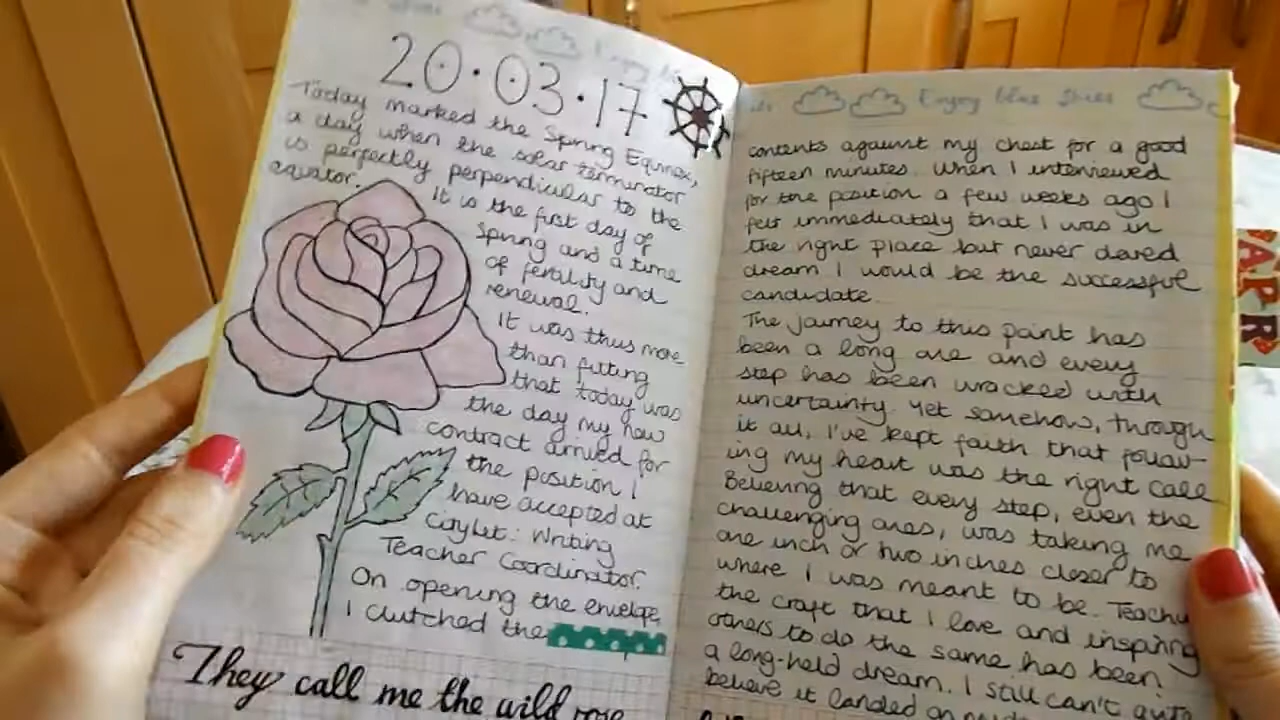 Enjoy
20.03.17
Today marked the Spring Equinox,
a day when the solar terminator
is perfectly perpendicular to the
equator.
It is the first day of
Spring and a time
of fertility and
renewal.
It was thus more
than fitting
that today was
the day my new
contract arrived for
the position I
have accepted at
Citylit: Writing
Teacher Coordinator.
On opening the envelope,
I clutched the
They call me the wild rose
Enjoy blue skies
contents against my chest for a good
fifteen minutes. When I interviewed
for the position a few weeks ago I
felt immediately that I was in
the right place but never dared
dream I would be the successful
candidate.
The journey to this point has
been a long one and every
step has been wracked with
uncertainty. Yet somehow, through
it all, I've kept faith that follow-
ing my heart was the right call
Believing that every step, even the
challenging ones, was taking me
one inch or two inches closer to
where I was meant to be. Teaching
the craft that I love and inspiring
others to do the same has been
a long-held dream. I still can't quite
believe it landed on
APR